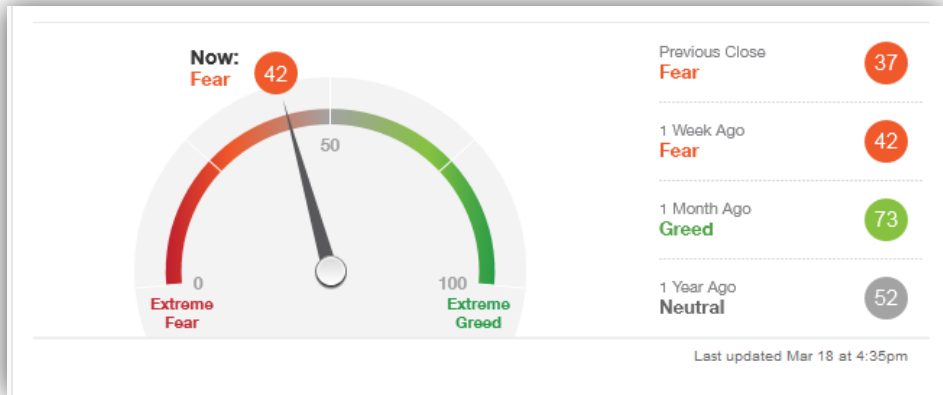 Now:
Fear
42
50
0
100
Extreme
Fear
Extreme
Greed
Previous Close
Fear
37
1 Week Ago
Fear
42
1 Month Ago
Greed
73
1 Year Ago
Neutral
52
Last updated Mar 18 at 4:35pm